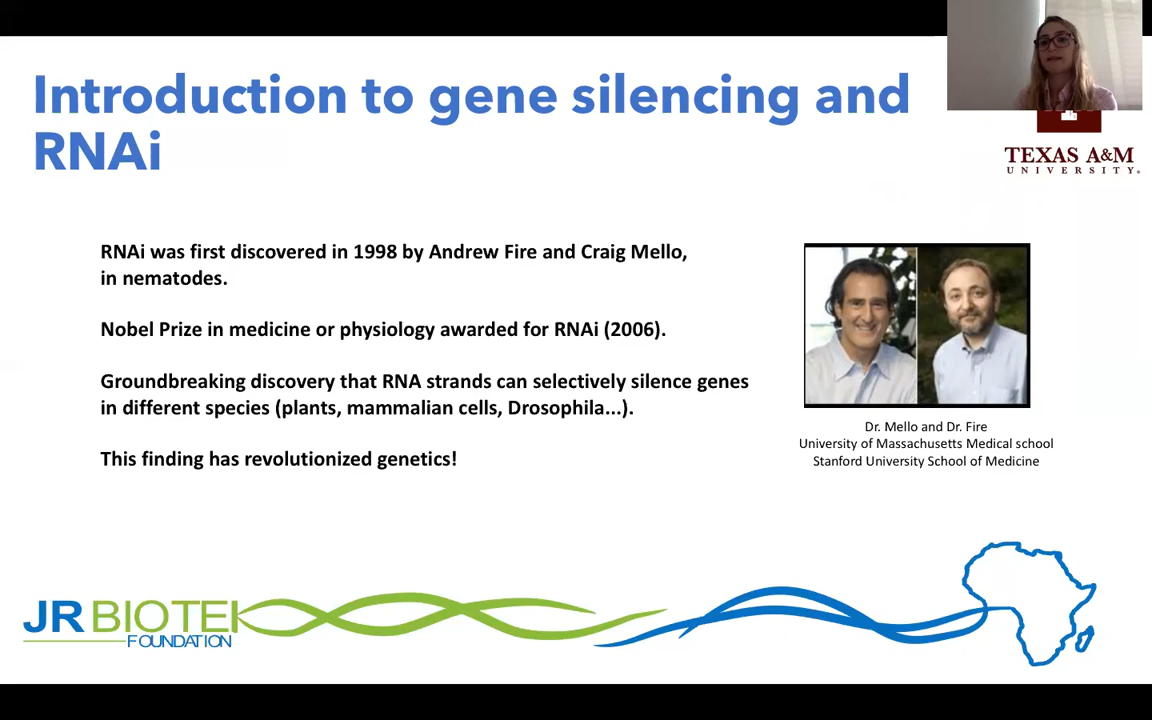 Introduction to gene silencing and
RNAi
TEXAS A&M
UNIVERSITY®
RNAi was first discovered in 1998 by Andrew Fire and Craig Mello,
in nematodes.
Nobel Prize in medicine or physiology awarded for RNAi (2006).
Groundbreaking discovery that RNA strands can selectively silence genes
in different species (plants, mammalian cells, Drosophila...).
This finding has revolutionized genetics!
Dr. Mello and Dr. Fire
University of Massachusetts Medical school
Stanford University School of Medicine
JR BIOTEK
FOUNDATION